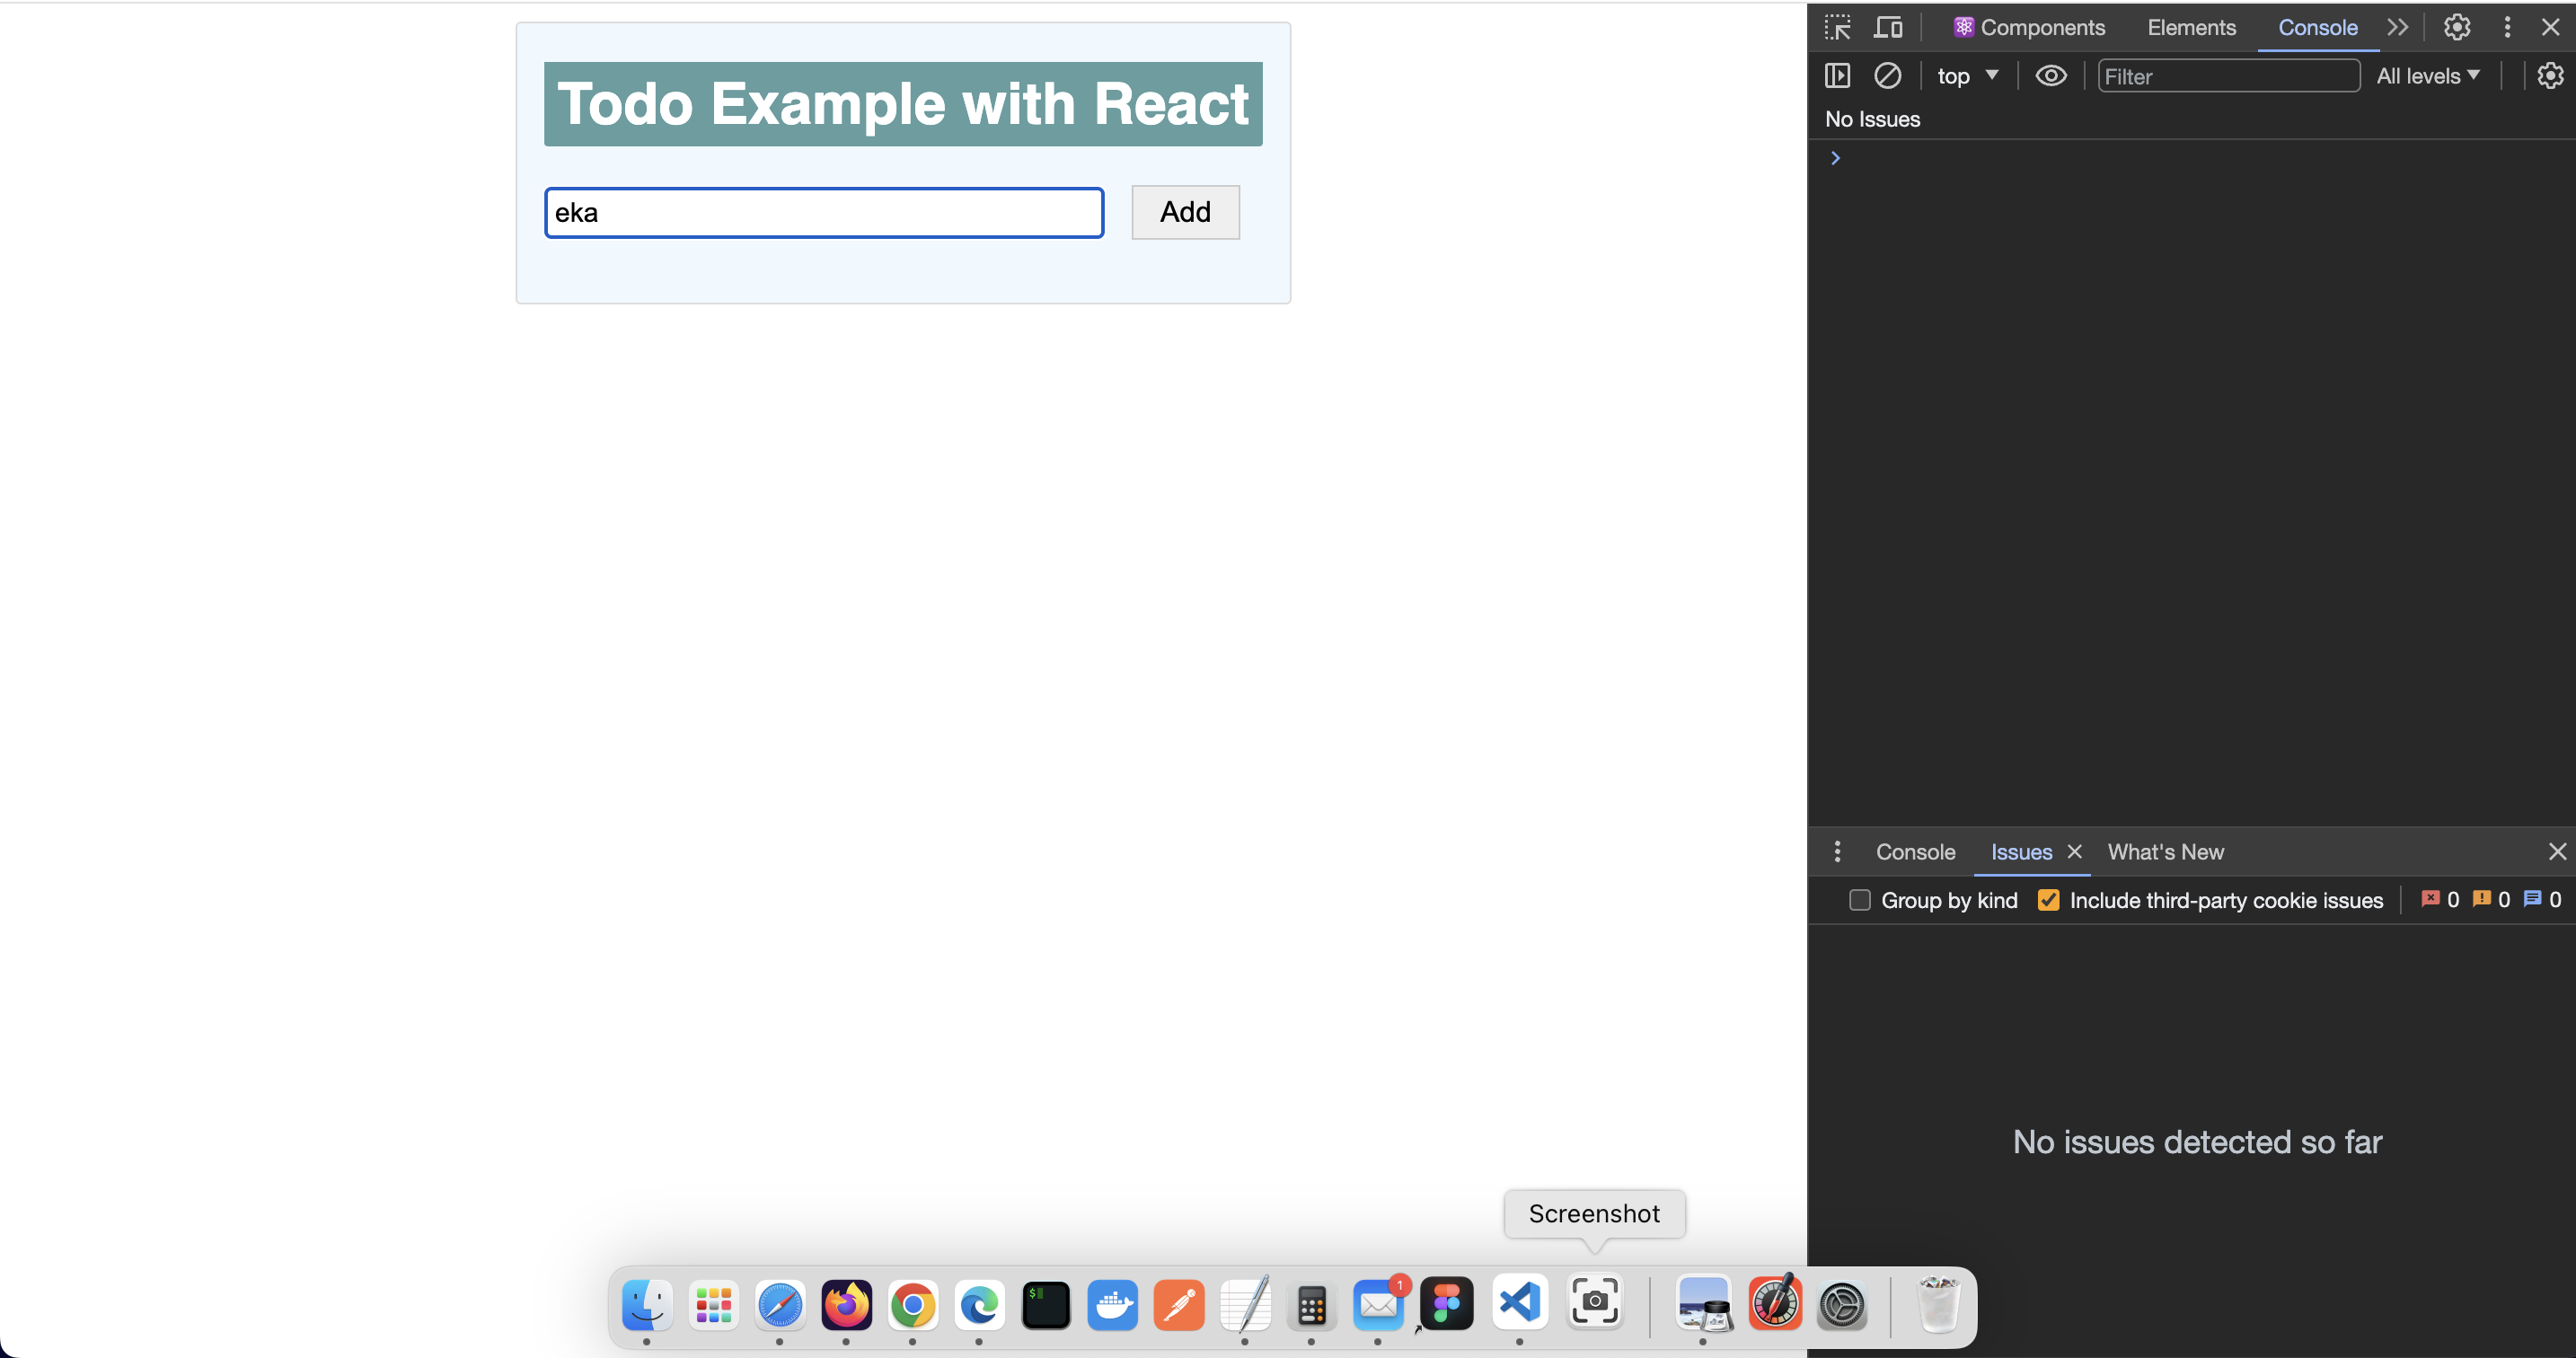 Todo Example with React
eka
Add
Components Elements Console
top Filter All levels
No Issues
Console Issues What's New
Group by kind Include third-party cookie issues 0 0 0
No issues detected so far
Screenshot
$
1